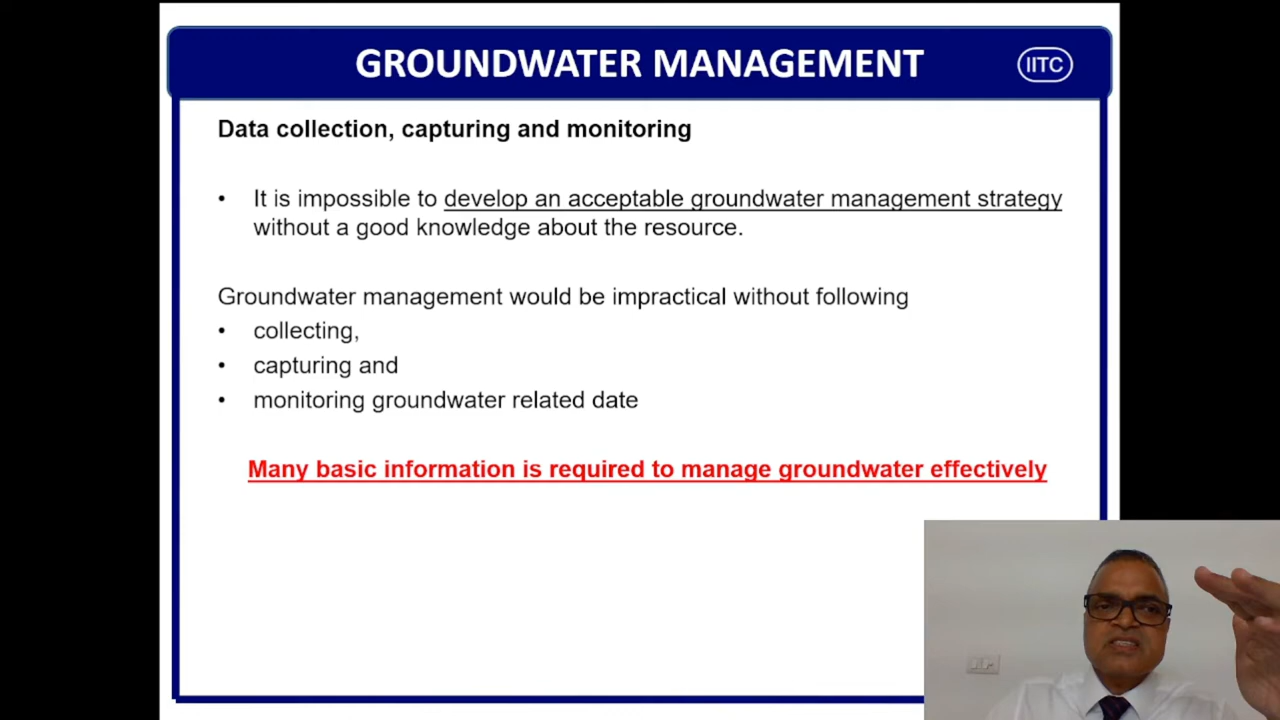 GROUNDWATER MANAGEMENT
IITC
Data collection, capturing and monitoring
• It is impossible to develop an acceptable groundwater management strategy
without a good knowledge about the resource.
Groundwater management would be impractical without following
• collecting,
• capturing and
• monitoring groundwater related date
Many basic information is required to manage groundwater effectively